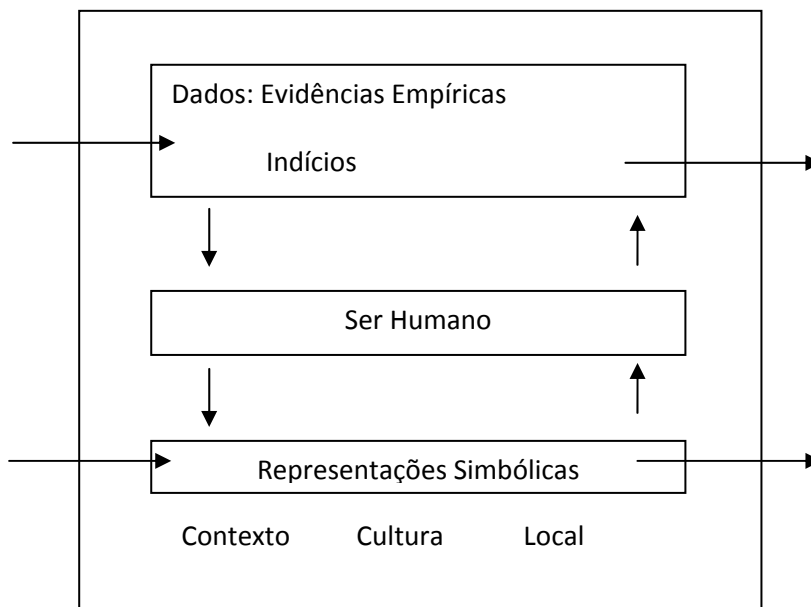 Dados: Evidências Empíricas
Indícios
Ser Humano
Representações Simbólicas
Contexto Cultura Local